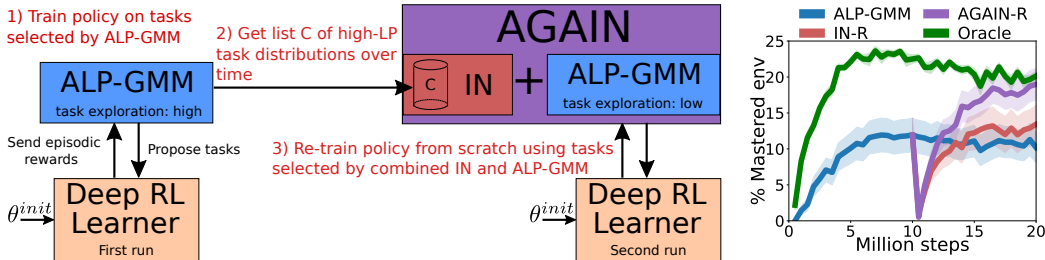 1) Train policy on tasks
selected by ALP-GMM
ALP-GMM
task exploration: high
Send episodic
rewards
Propose tasks
θ^init
Deep RL
Learner
First run
2) Get list C of high-LP
task distributions over
time
AGAIN
C
IN
+
ALP-GMM
task exploration: low
3) Re-train policy from scratch using tasks
selected by combined IN and ALP-GMM
θ^init
Deep RL
Learner
Second run
ALP-GMM
IN-R
AGAIN-R
Oracle
% Mastered env
25
20
15
10
5
0
0
5
10
15
20
Million steps